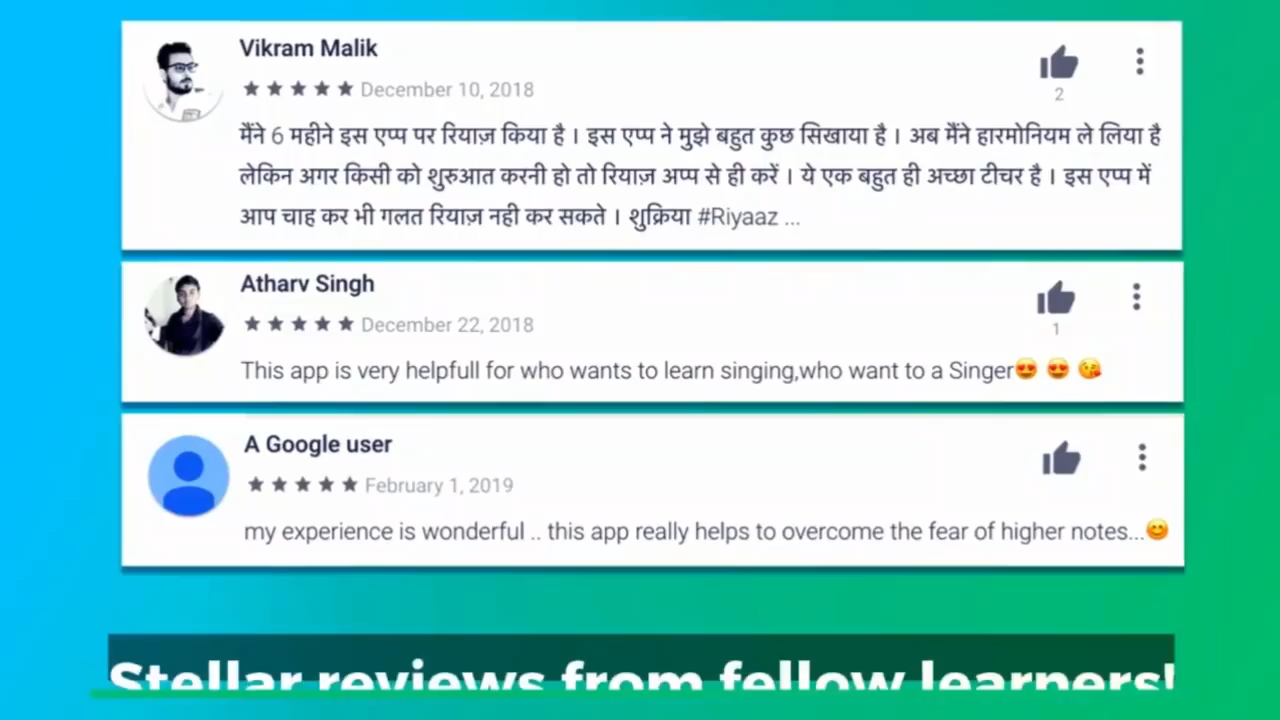 Vikram Malik
★★★★★ December 10, 2018
2
मैंने 6 महीने इस एप्प पर रियाज़ किया है । इस एप्प ने मुझे बहुत कुछ सिखाया है । अब मैंने हारमोनियम ले लिया है
लेकिन अगर किसी को शुरुआत करनी हो तो रियाज़ अप्प से ही करें । ये एक बहुत ही अच्छा टीचर है । इस एप्प में
आप चाह कर भी गलत रियाज़ नही कर सकते । शुक्रिया #Riyaaz ...
Atharv Singh
★★★★★ December 22, 2018
1
This app is very helpfull for who wants to learn singing,who want to a Singer😍 😍 😘
A Google user
★★★★★ February 1, 2019
my experience is wonderful .. this app really helps to overcome the fear of higher notes...😊
Stellar reviews from fellow learners!